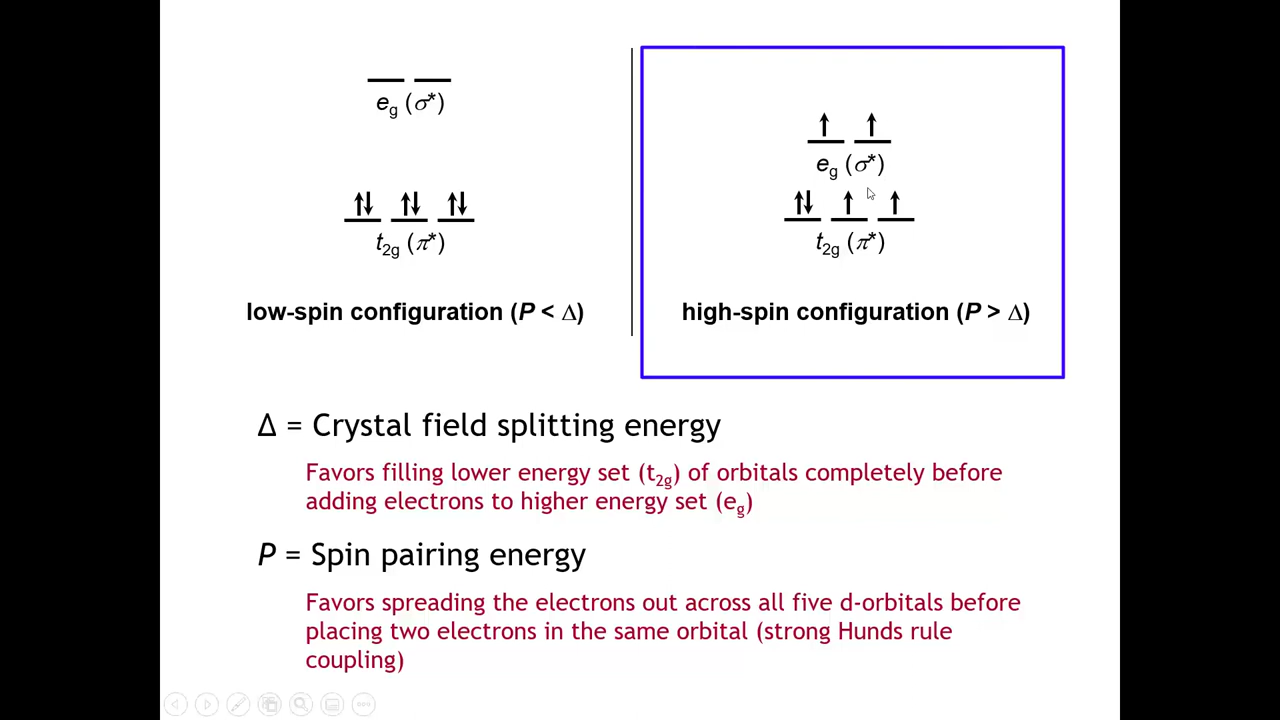 eg (σ*)
t2g (π*)
low-spin configuration (P < Δ)
eg (σ*)
t2g (π*)
high-spin configuration (P > Δ)
Δ = Crystal field splitting energy
Favors filling lower energy set (t2g) of orbitals completely before
adding electrons to higher energy set (eg)
P = Spin pairing energy
Favors spreading the electrons out across all five d-orbitals before
placing two electrons in the same orbital (strong Hunds rule
coupling)